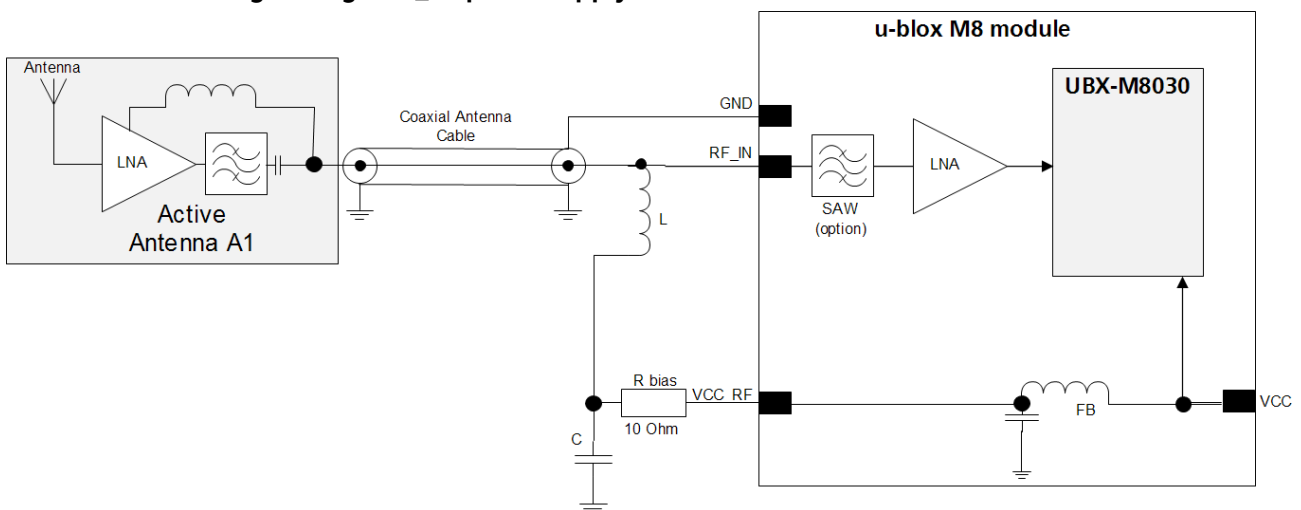 u-blox M8 module
Antenna
UBX-M8030
GND
Coaxial Antenna
Cable
LNA
RF_IN
LNA
SAW
(option)
Active
Antenna A1
L
R bias
VCC_RF
10 Ohm
FB
VCC
C